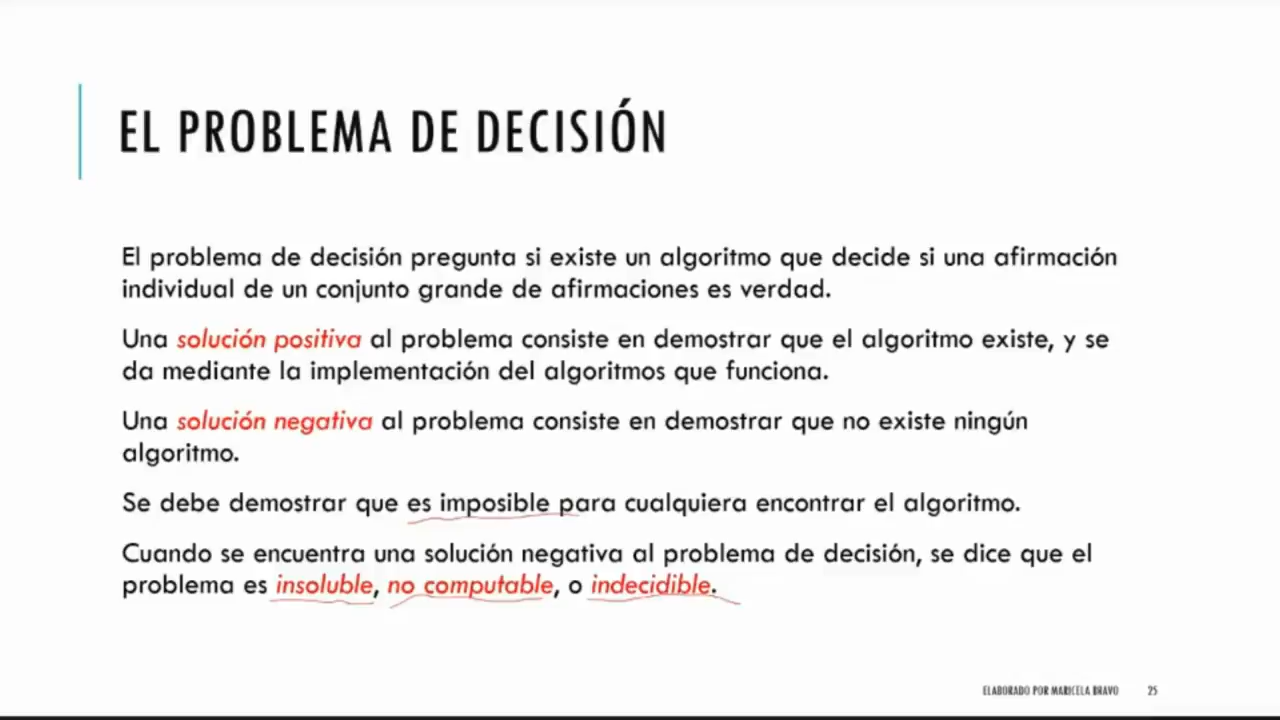 EL PROBLEMA DE DECISIÓN
El problema de decisión pregunta si existe un algoritmo que decide si una afirmación
individual de un conjunto grande de afirmaciones es verdad.
Una solución positiva al problema consiste en demostrar que el algoritmo existe, y se
da mediante la implementación del algoritmos que funciona.
Una solución negativa al problema consiste en demostrar que no existe ningún
algoritmo.
Se debe demostrar que es imposible para cualquiera encontrar el algoritmo.
Cuando se encuentra una solución negativa al problema de decisión, se dice que el
problema es insoluble, no computable, o indecidible.
ELABORADO POR MARICELA BRAVO 25